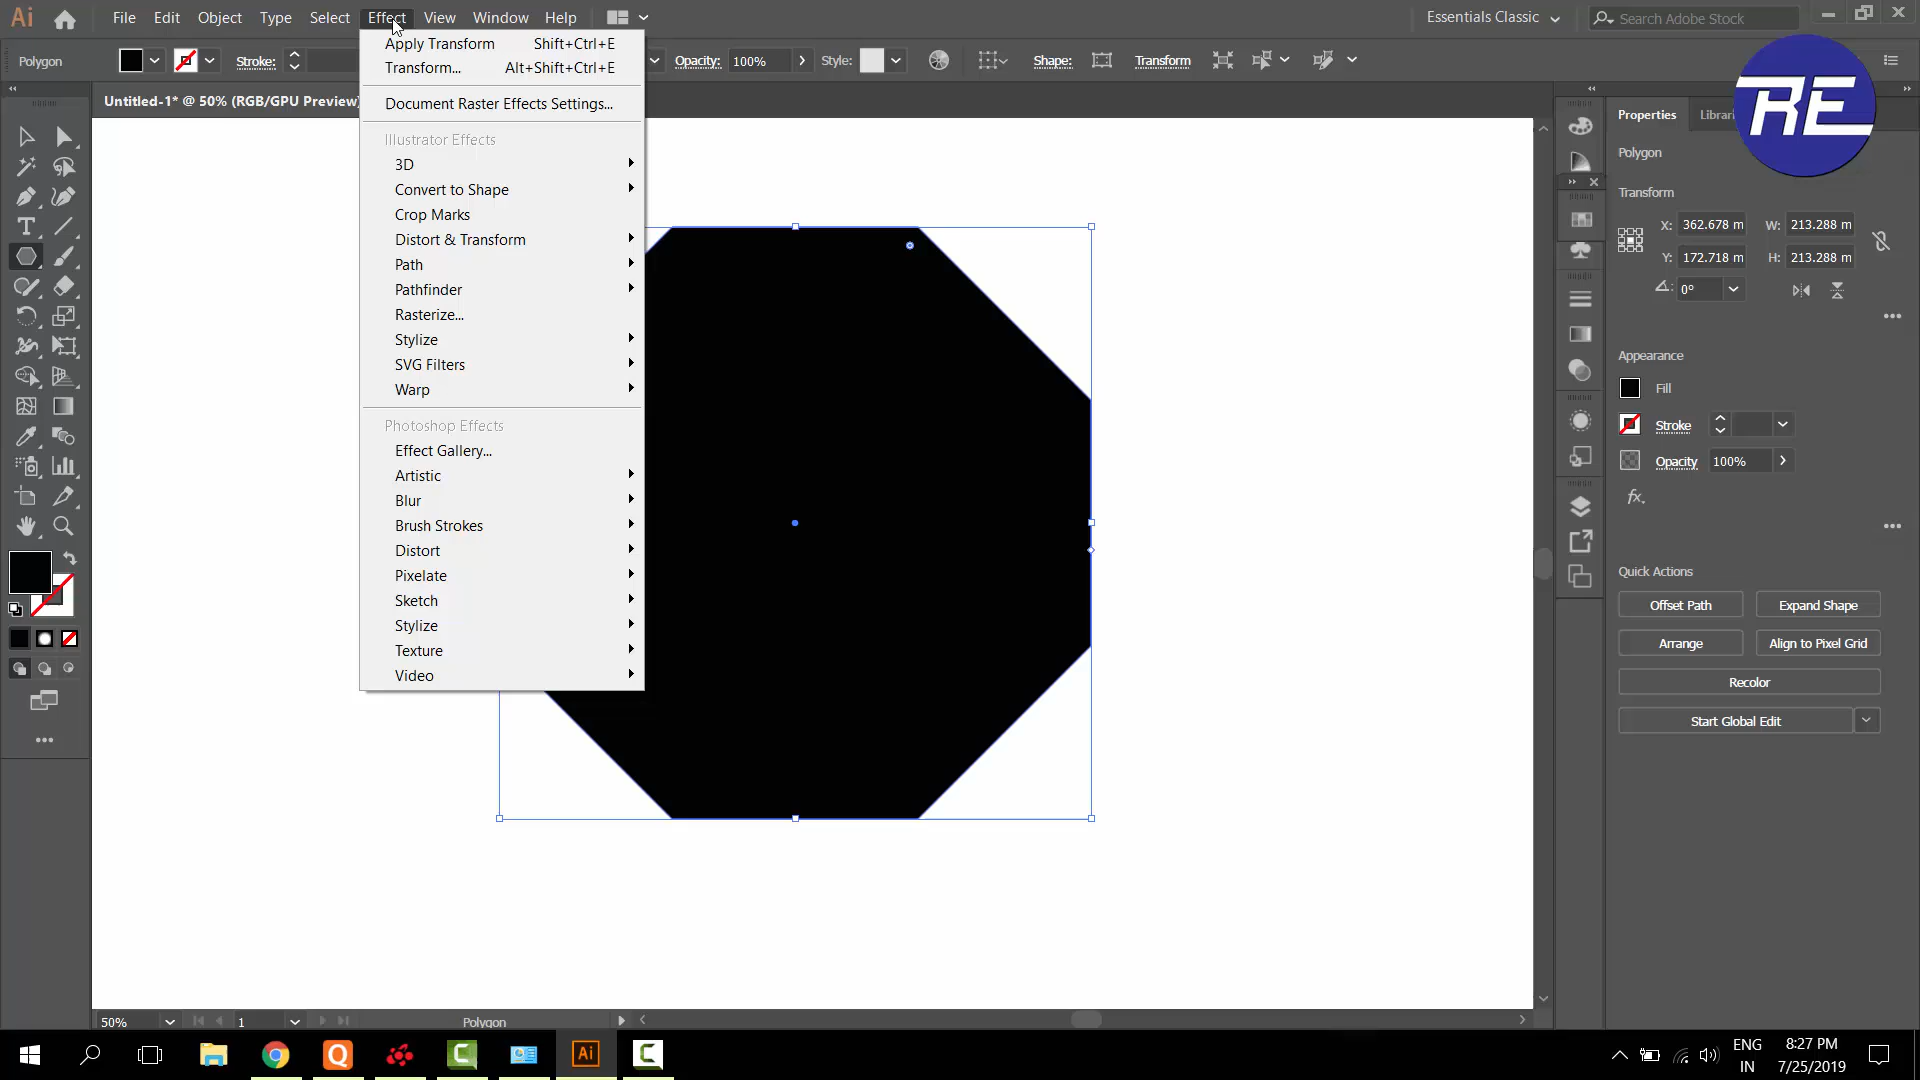 Ai File Edit Object Type Select Effect View Window Help Essentials Classic Search Adobe Stock
Polygon Stroke: Opacity: 100% Style: Shape: Transform
Untitled-1* @ 50% (RGB/GPU Preview)
Apply Transform Shift+Ctrl+E
Transform... Alt+Shift+Ctrl+E
Document Raster Effects Settings...
Illustrator Effects
3D
Convert to Shape
Crop Marks
Distort & Transform
Path
Pathfinder
Rasterize...
Stylize
SVG Filters
Warp
Photoshop Effects
Effect Gallery...
Artistic
Blur
Brush Strokes
Distort
Pixelate
Sketch
Stylize
Texture
Video
Properties Librari
RE
Polygon
Transform
X: 362.678 m W: 213.288 m
Y: 172.718 m H: 213.288 m
0°
Appearance
Fill
Stroke
Opacity 100%
fx.
Quick Actions
Offset Path Expand Shape
Arrange Align to Pixel Grid
Recolor
Start Global Edit
50% 1 Polygon
Ai ENG 8:27 PM
IN 7/25/2019